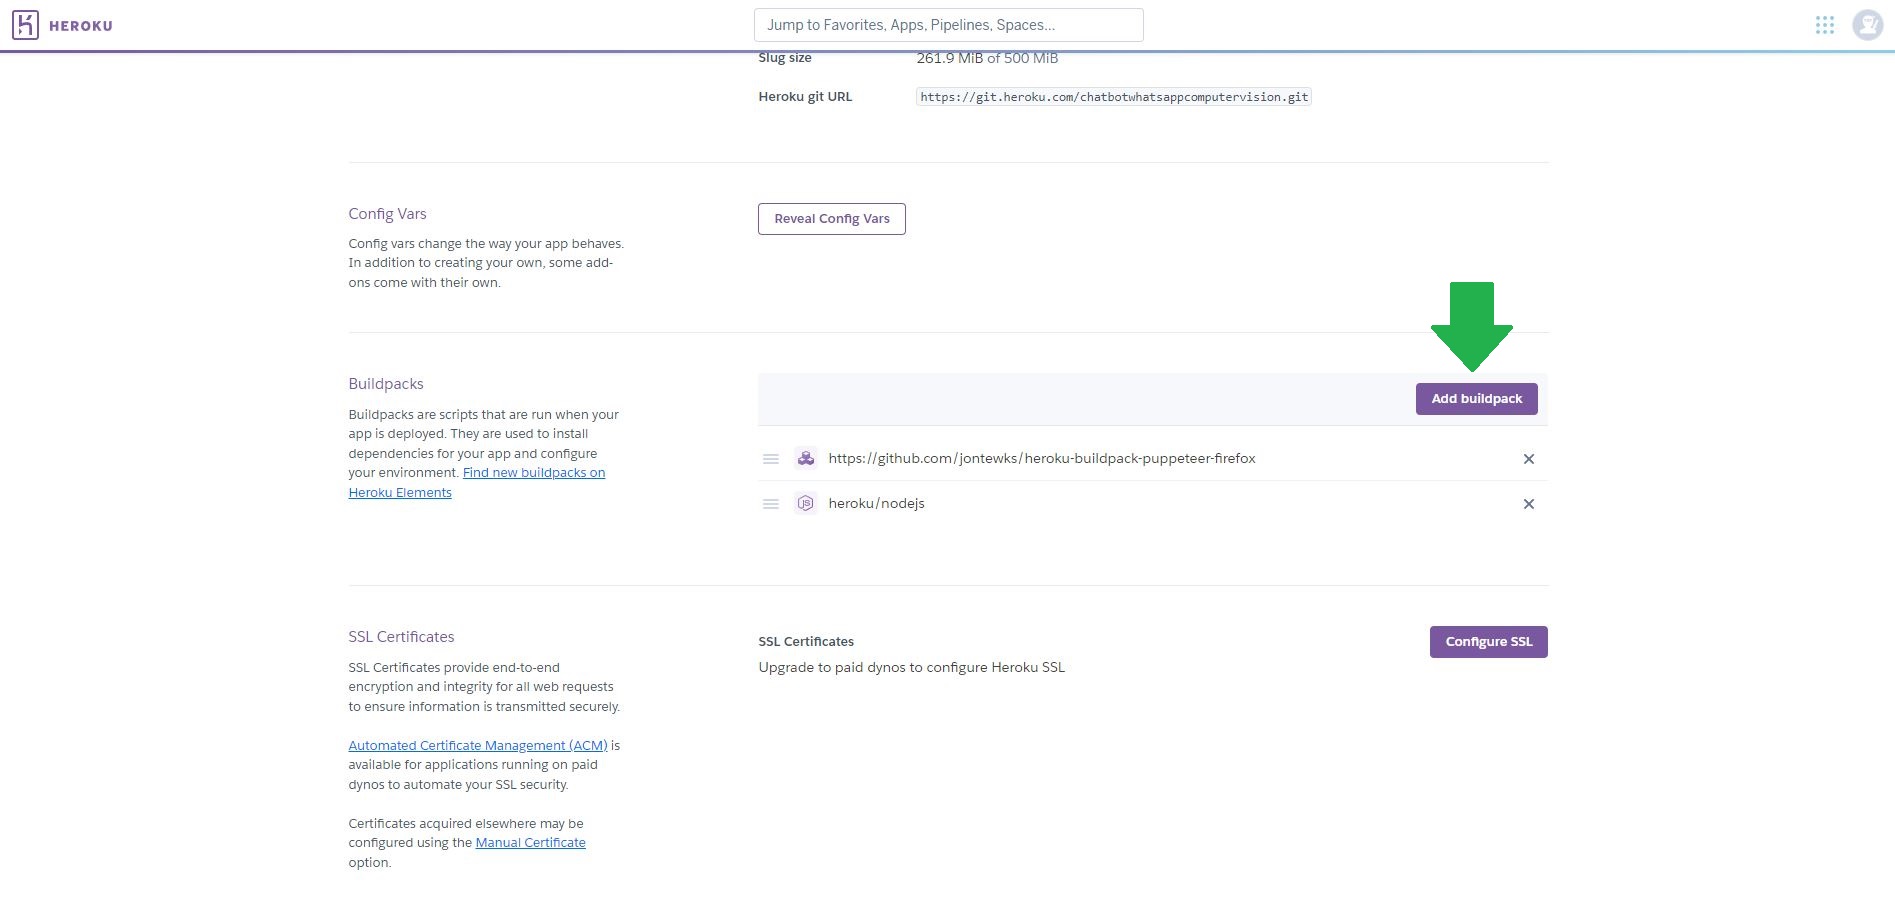 HEROKU
Jump to Favorites, Apps, Pipelines, Spaces...
Slug size
261.9 MiB of 500 MiB
Heroku git URL
https://git.heroku.com/chatbotwhatsappcomputervision.git
Config Vars
Config vars change the way your app behaves.
In addition to creating your own, some add-
ons come with their own.
Reveal Config Vars
Buildpacks
Buildpacks are scripts that are run when your
app is deployed. They are used to install
dependencies for your app and configure
your environment. Find new buildpacks on
Heroku Elements
Add buildpack
https://github.com/jontewks/heroku-buildpack-puppeteer-firefox
JS
heroku/nodejs
SSL Certificates
SSL Certificates provide end-to-end
encryption and integrity for all web requests
to ensure information is transmitted securely.
Automated Certificate Management (ACM) is
available for applications running on paid
dynos to automate your SSL security.
Certificates acquired elsewhere may be
configured using the Manual Certificate
option.
SSL Certificates
Upgrade to paid dynos to configure Heroku SSL
Configure SSL